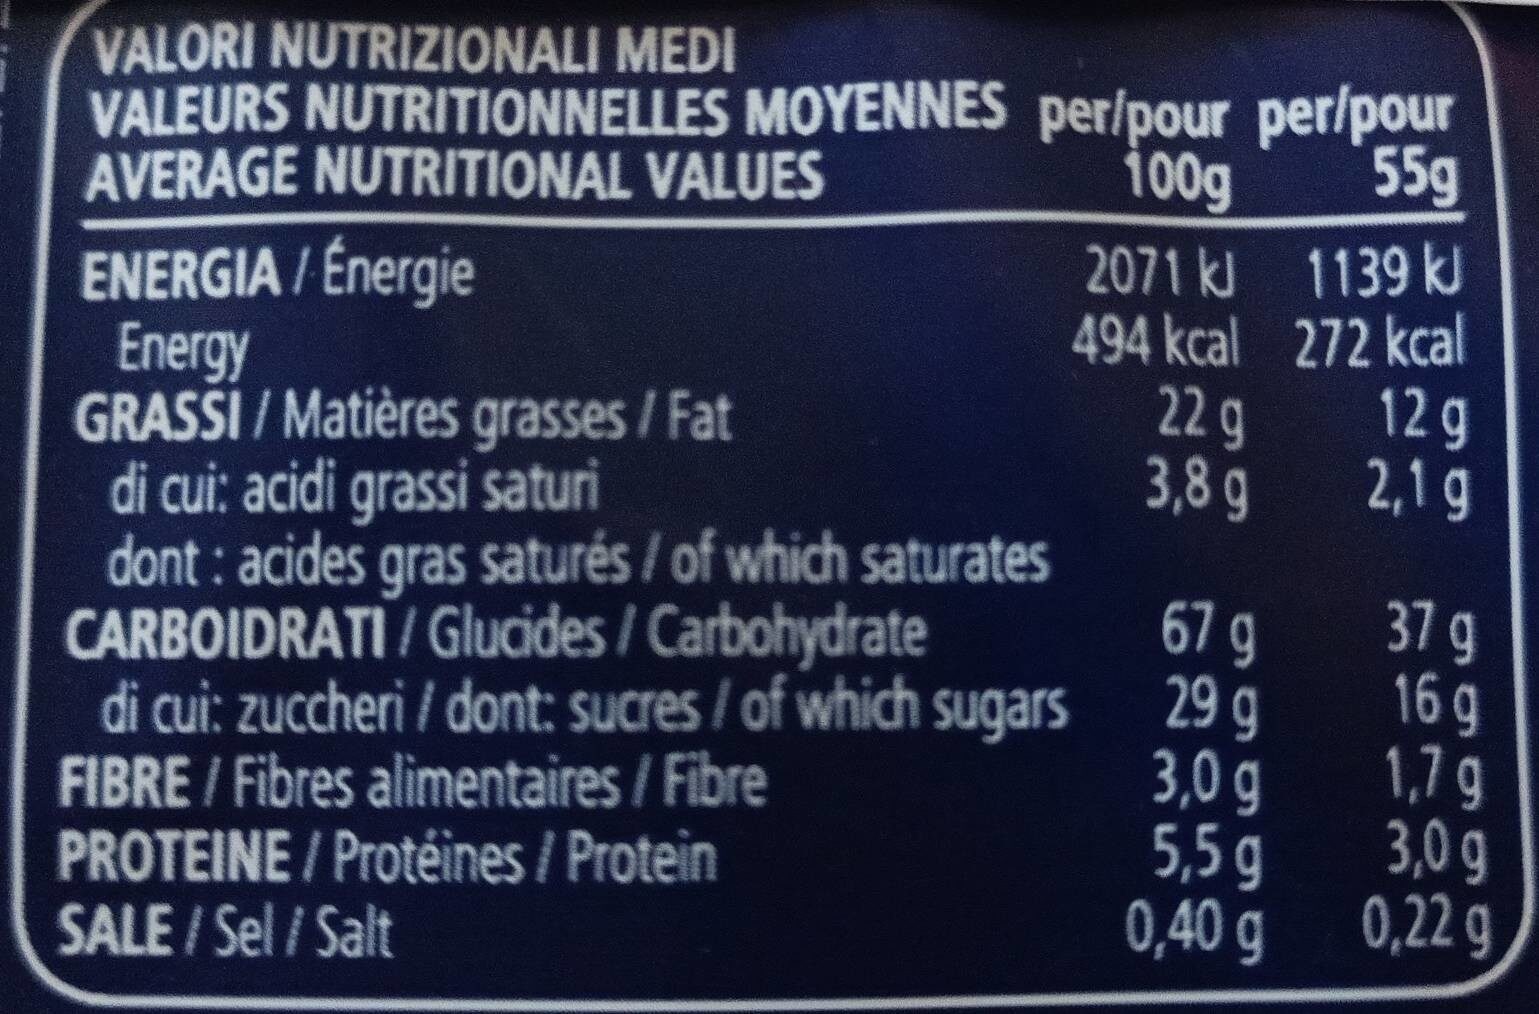 VALORI NUTRIZIONALI MEDI
VALEURS NUTRITIONNELLES MOYENNES per/pour per/pour
AVERAGE NUTRITIONAL VALUES 100g 55g
ENERGIA / Énergie 2071 kJ 1139 kJ
Energy 494 kcal 272 kcal
GRASSI / Matières grasses / Fat 22 g 12 g
di cui: acidi grassi saturi 3,8 g 2,1 g
dont : acides gras saturés / of which saturates
CARBOIDRATI / Glucides / Carbohydrate 67 g 37 g
di cui: zuccheri / dont: sucres / of which sugars 29 g 16 g
FIBRE / Fibres alimentaires / Fibre 3,0 g 1,7 g
PROTEINE / Protéines / Protein 5,5 g 3,0 g
SALE / Sel / Salt 0,40 g 0,22 g